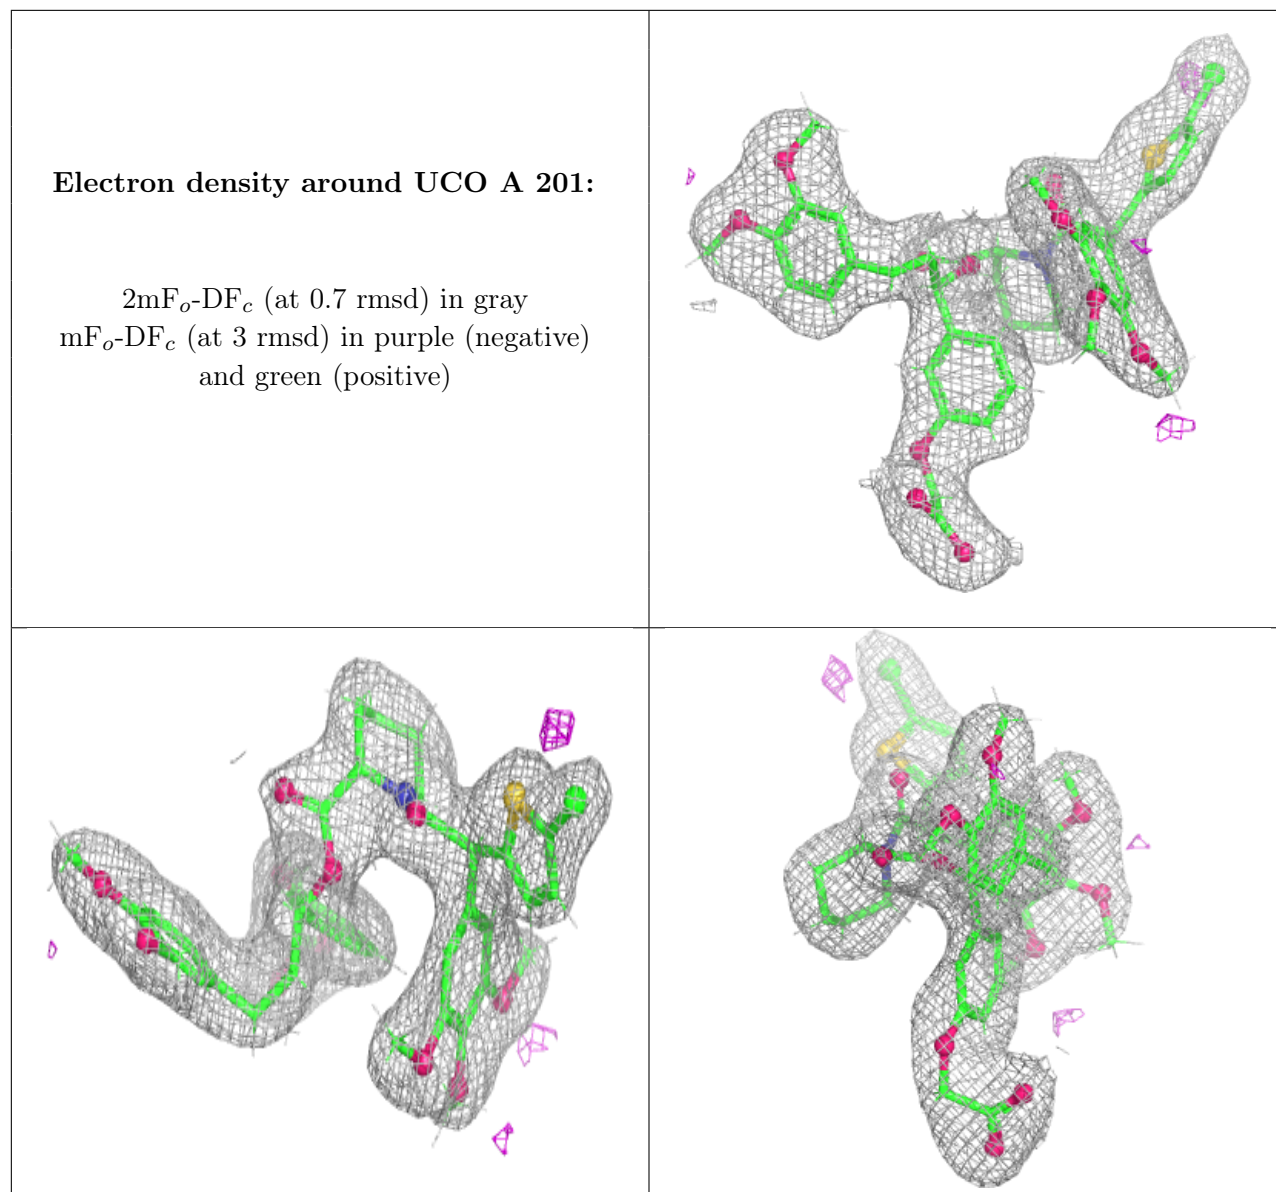 Electron density around UCO A 201:
2mFₒ-DF𝒸 (at 0.7 rmsd) in gray
mFₒ-DF𝒸 (at 3 rmsd) in purple (negative)
and green (positive)